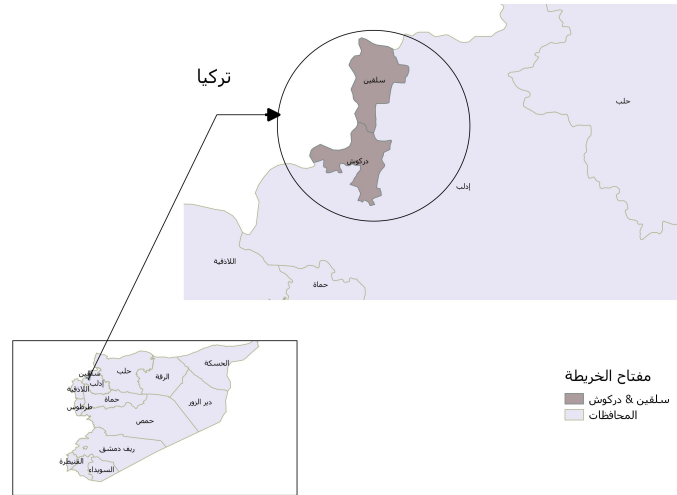 تركيا
سلقين
حلب
دركوش
إدلب
اللاذقية
حماة
الحسكة
حلب
سلقين
الرقة
إدلب
اللاذقية
حماة
دير الزور
طرطوس
حمص
ريف دمشق
القنيطرة
السويداء
مفتاح الخريطة
سلقين & دركوش
المحافظات